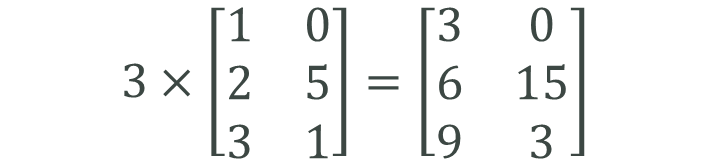 3 × [1 0; 2 5; 3 1] = [3 0; 6 15; 9 3]